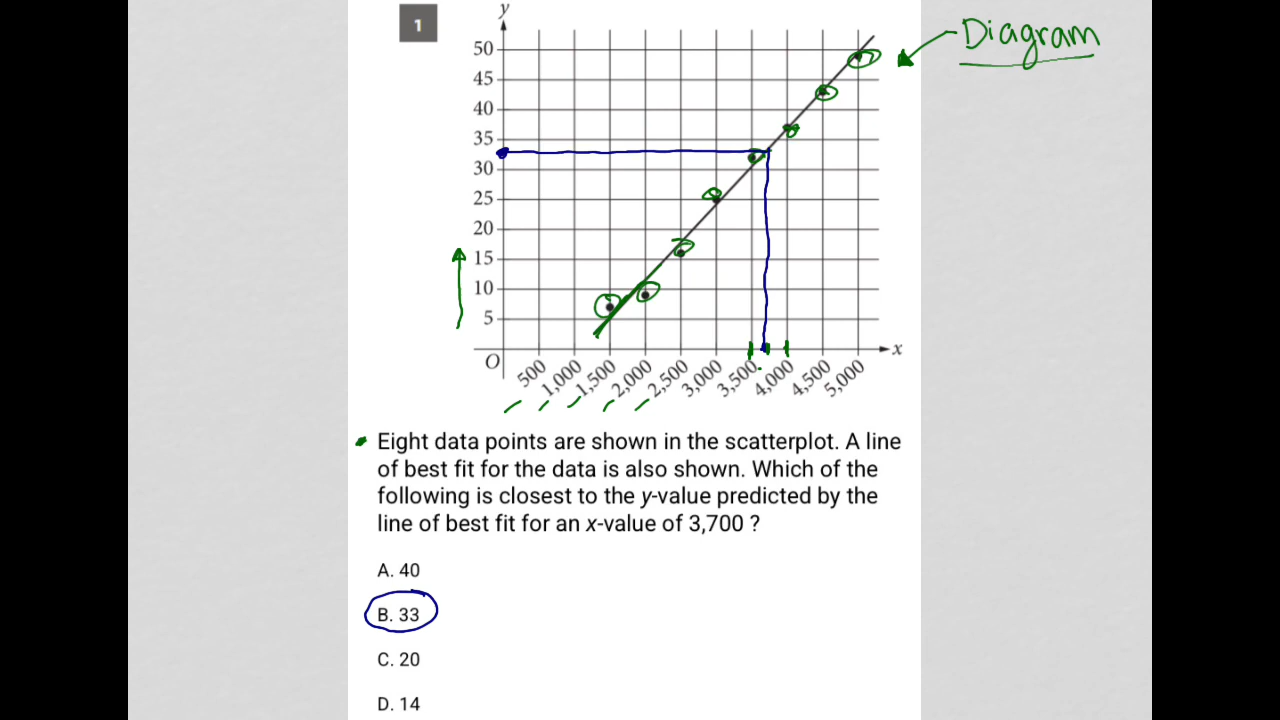 1
y
Diagram
50
45
40
35
30
25
20
15
10
5
O
x
500 1,000 1,500 2,000 2,500 3,000 3,500 4,000 4,500 5,000
Eight data points are shown in the scatterplot. A line
of best fit for the data is also shown. Which of the
following is closest to the y-value predicted by the
line of best fit for an x-value of 3,700 ?
A. 40
B. 33
C. 20
D. 14